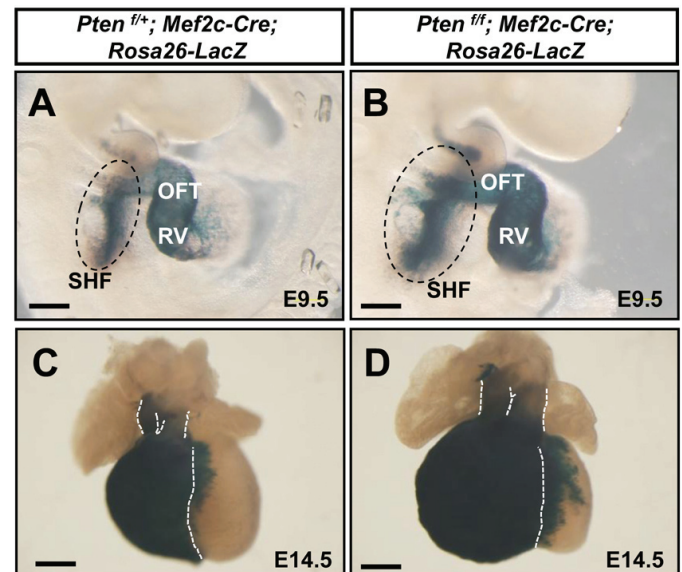 Pten f/+; Mef2c-Cre;
Rosa26-LacZ
Pten f/f; Mef2c-Cre;
Rosa26-LacZ
A
OFT
RV
SHF
E9.5
B
OFT
RV
SHF
E9.5
C
E14.5
D
E14.5